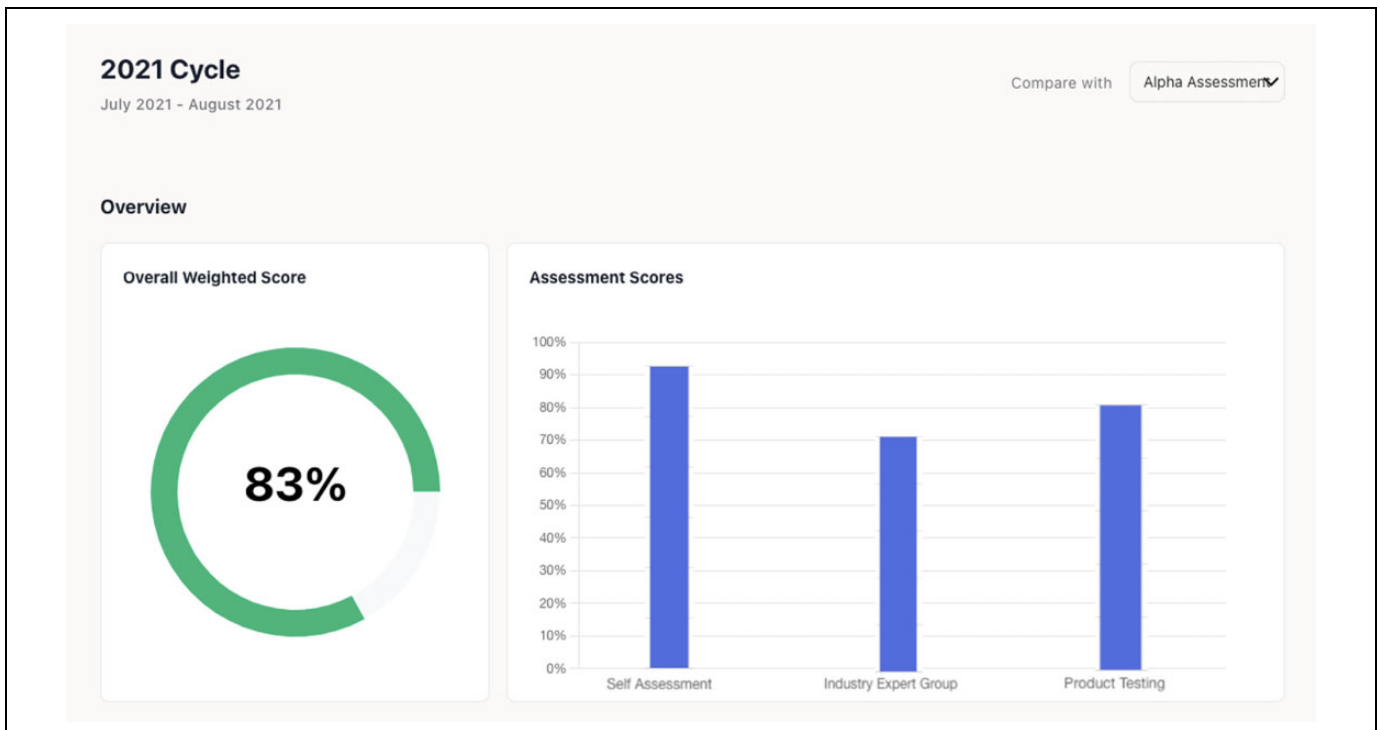 2021 Cycle
July 2021 - August 2021
Compare with
Alpha Assessment
Overview
Overall Weighted Score
83%
Assessment Scores
100%
90%
80%
70%
60%
50%
40%
30%
20%
10%
0%
Self Assessment Industry Expert Group Product Testing